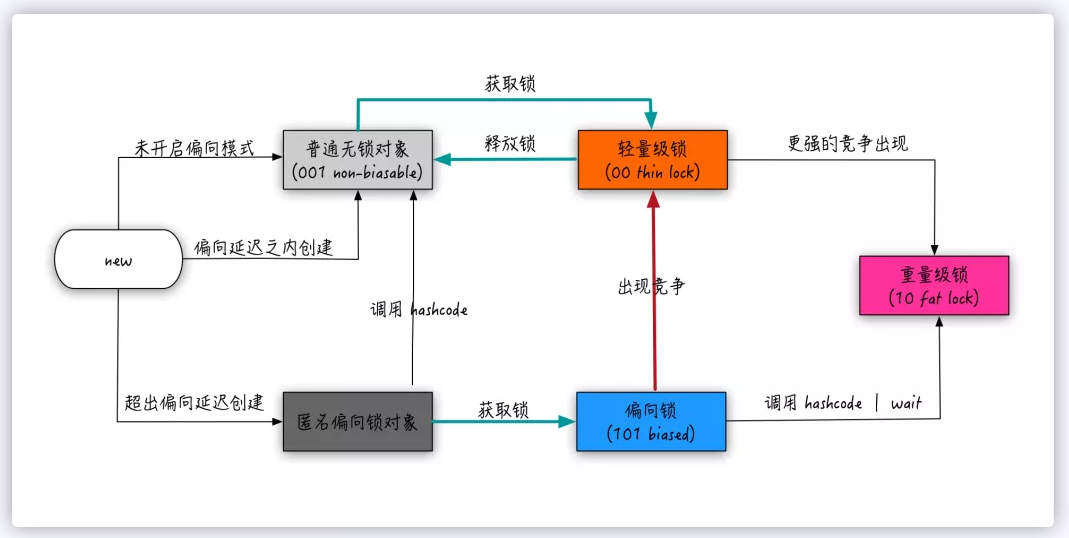 获取锁
未开启偏向模式
普通无锁对象
(001 non-biasable)
释放锁
轻量级锁
(00 thin lock)
更强的竞争出现
new
偏向延迟之内创建
调用 hashcode
出现竞争
重量级锁
(10 fat lock)
超出偏向延迟创建
匿名偏向锁对象
获取锁
偏向锁
(101 biased)
调用 hashcode | wait